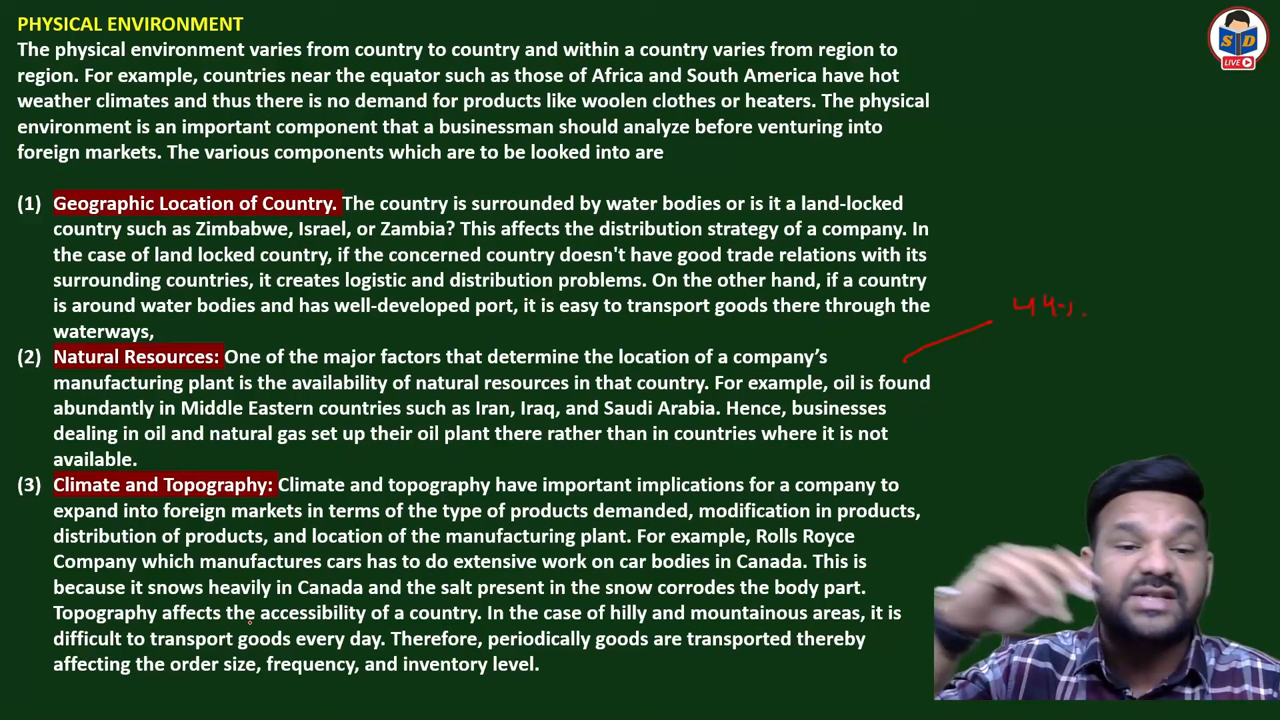 PHYSICAL ENVIRONMENT
The physical environment varies from country to country and within a country varies from region to
region. For example, countries near the equator such as those of Africa and South America have hot
weather climates and thus there is no demand for products like woolen clothes or heaters. The physical
environment is an important component that a businessman should analyze before venturing into
foreign markets. The various components which are to be looked into are
(1) Geographic Location of Country. The country is surrounded by water bodies or is it a land-locked
country such as Zimbabwe, Israel, or Zambia? This affects the distribution strategy of a company. In
the case of land locked country, if the concerned country doesn't have good trade relations with its
surrounding countries, it creates logistic and distribution problems. On the other hand, if a country
is around water bodies and has well-developed port, it is easy to transport goods there through the
waterways,
(2) Natural Resources: One of the major factors that determine the location of a company’s
manufacturing plant is the availability of natural resources in that country. For example, oil is found
abundantly in Middle Eastern countries such as Iran, Iraq, and Saudi Arabia. Hence, businesses
dealing in oil and natural gas set up their oil plant there rather than in countries where it is not
available.
(3) Climate and Topography: Climate and topography have important implications for a company to
expand into foreign markets in terms of the type of products demanded, modification in products,
distribution of products, and location of the manufacturing plant. For example, Rolls Royce
Company which manufactures cars has to do extensive work on car bodies in Canada. This is
because it snows heavily in Canada and the salt present in the snow corrodes the body part.
Topography affects the accessibility of a country. In the case of hilly and mountainous areas, it is
difficult to transport goods every day. Therefore, periodically goods are transported thereby
affecting the order size, frequency, and inventory level.
S D
LIVE